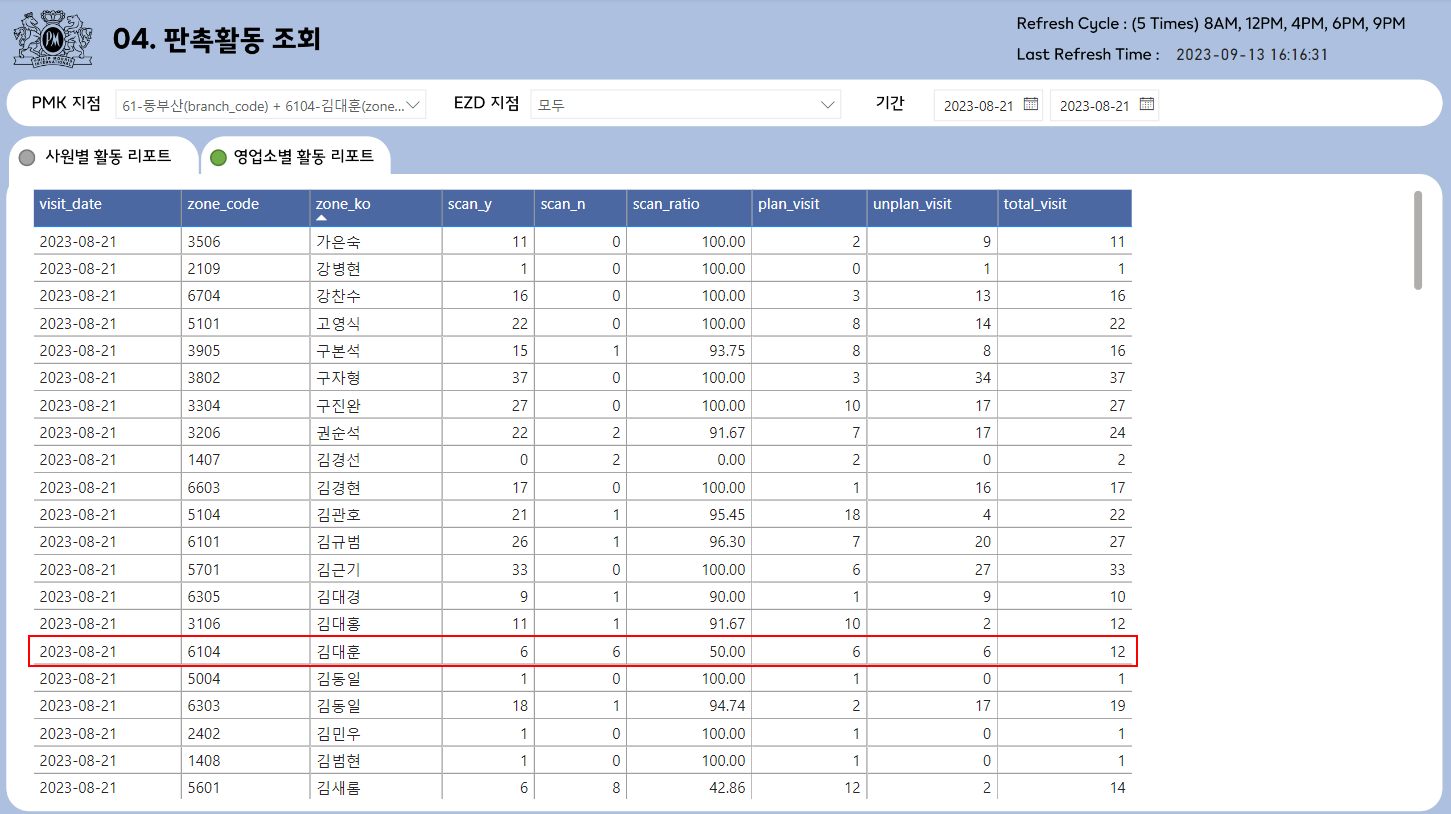 PM
PHILIP MORRIS
INTERNATIONAL
04. 판촉활동 조회
Refresh Cycle : (5 Times) 8AM, 12PM, 4PM, 6PM, 9PM
Last Refresh Time : 2023-09-13 16:16:31
PMK 지점 61-동부산(branch_code) + 6104-김대훈(zone... EZD 지점 모두 기간 2023-08-21 2023-08-21
사원별 활동 리포트 영업소별 활동 리포트
visit_date zone_code zone_ko scan_y scan_n scan_ratio plan_visit unplan_visit total_visit
2023-08-21 3506 가은숙 11 0 100.00 2 9 11
2023-08-21 2109 강병현 1 0 100.00 0 1 1
2023-08-21 6704 강찬수 16 0 100.00 3 13 16
2023-08-21 5101 고영식 22 0 100.00 8 14 22
2023-08-21 3905 구본석 15 1 93.75 8 8 16
2023-08-21 3802 구자형 37 0 100.00 3 34 37
2023-08-21 3304 구진완 27 0 100.00 10 17 27
2023-08-21 3206 권순석 22 2 91.67 7 17 24
2023-08-21 1407 김경선 0 2 0.00 2 0 2
2023-08-21 6603 김경현 17 0 100.00 1 16 17
2023-08-21 5104 김관호 21 1 95.45 18 4 22
2023-08-21 6101 김규범 26 1 96.30 7 20 27
2023-08-21 5701 김근기 33 0 100.00 6 27 33
2023-08-21 6305 김대경 9 1 90.00 1 9 10
2023-08-21 3106 김대홍 11 1 91.67 10 2 12
2023-08-21 6104 김대훈 6 6 50.00 6 6 12
2023-08-21 5004 김동일 1 0 100.00 1 0 1
2023-08-21 6303 김동일 18 1 94.74 2 17 19
2023-08-21 2402 김민우 1 0 100.00 1 0 1
2023-08-21 1408 김범현 1 0 100.00 1 0 1
2023-08-21 5601 김새롬 6 8 42.86 12 2 14